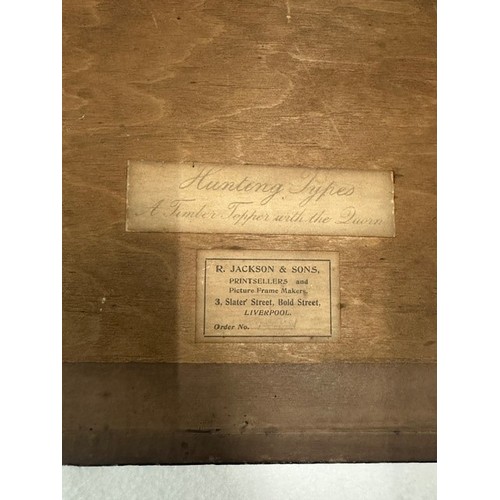 Hunting Types
A Timber Topper with the Quorn
R. JACKSON & SONS,
PRINTSELLERS and
Picture Frame Makers,
3, Slater Street, Bold Street,
LIVERPOOL.
Order No.